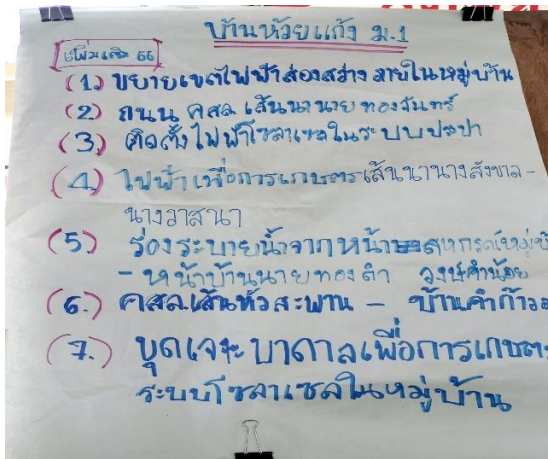 บ้านห้วยแก้ง ม.1
เพิ่มเติม 66
(1) ขยายเขตไฟฟ้าส่องสว่าง ภายในหมู่บ้าน
(2) ถนน คสล เส้นนานายทองจันทร์
(3) ติดตั้งไฟฟ้าโซลาเซลในระบบประปา
(4) ไฟฟ้าเพื่อการเกษตรเส้นนานางสังวาล -
นางวาสนา
(5) ร่องระบายน้ำจากหน้าสหกรณ์หมู่บ้
- หน้าบ้านนายทองดำ วงษ์คำน้อย
(6.) คสลเส้นหัวสะพาน - บ้านคำก้าว
(7.) ขุดเจาะบาดาลเพื่อการเกษตร
ระบบโซลาเซลในหมู่บ้าน